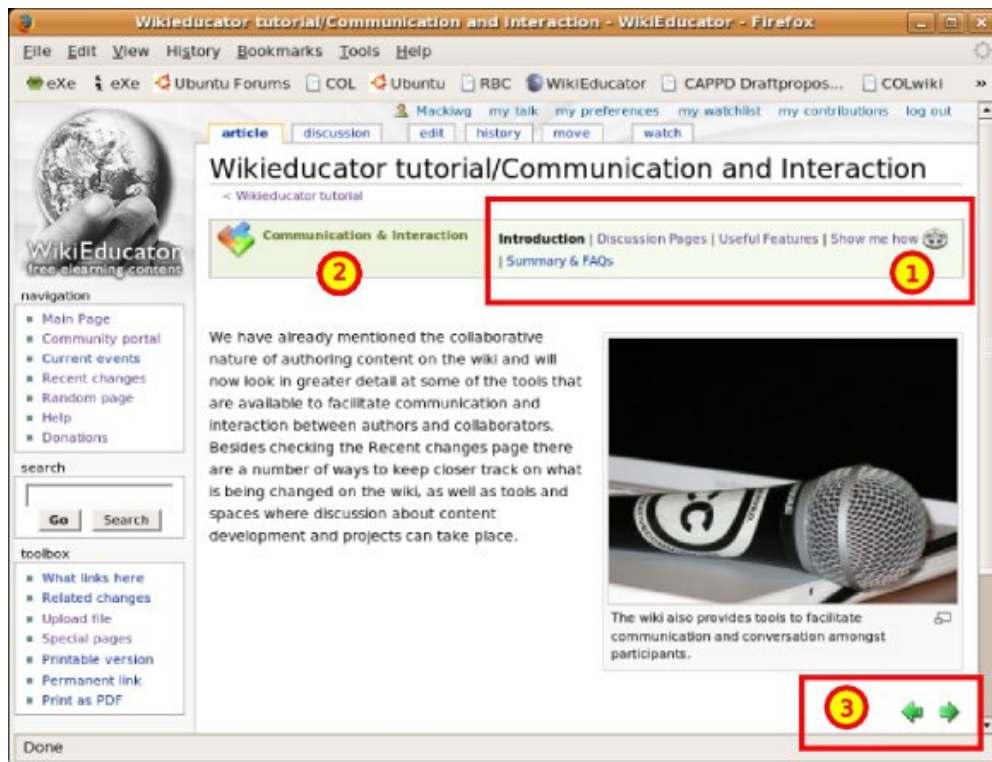 Wikieducator tutorial/Communication and Interaction - WikiEducator - Firefox
File Edit View History Bookmarks Tools Help
eXe eXe Ubuntu Forums COL Ubuntu RBC WikiEducator CAPPD Draftpropos... COLwiki »
Mackiwg my talk my preferences my watchlist my contributions log out
article discussion edit history move watch
Wikieducator tutorial/Communication and Interaction
< Wikieducator tutorial
Communication & Interaction
2
Introduction | Discussion Pages | Useful Features | Show me how
| Summary & FAQs
1
WikiEducator
free elearning content
navigation
Main Page
Community portal
Current events
Recent changes
Random page
Help
Donations
search
Go Search
toolbox
What links here
Related changes
Upload file
Special pages
Printable version
Permanent link
Print as PDF
We have already mentioned the collaborative
nature of authoring content on the wiki and will
now look in greater detail at some of the tools that
are available to facilitate communication and
interaction between authors and collaborators.
Besides checking the Recent changes page there
are a number of ways to keep closer track on what
is being changed on the wiki, as well as tools and
spaces where discussion about content
development and projects can take place.
The wiki also provides tools to facilitate
communication and conversation amongst
participants.
3
Done